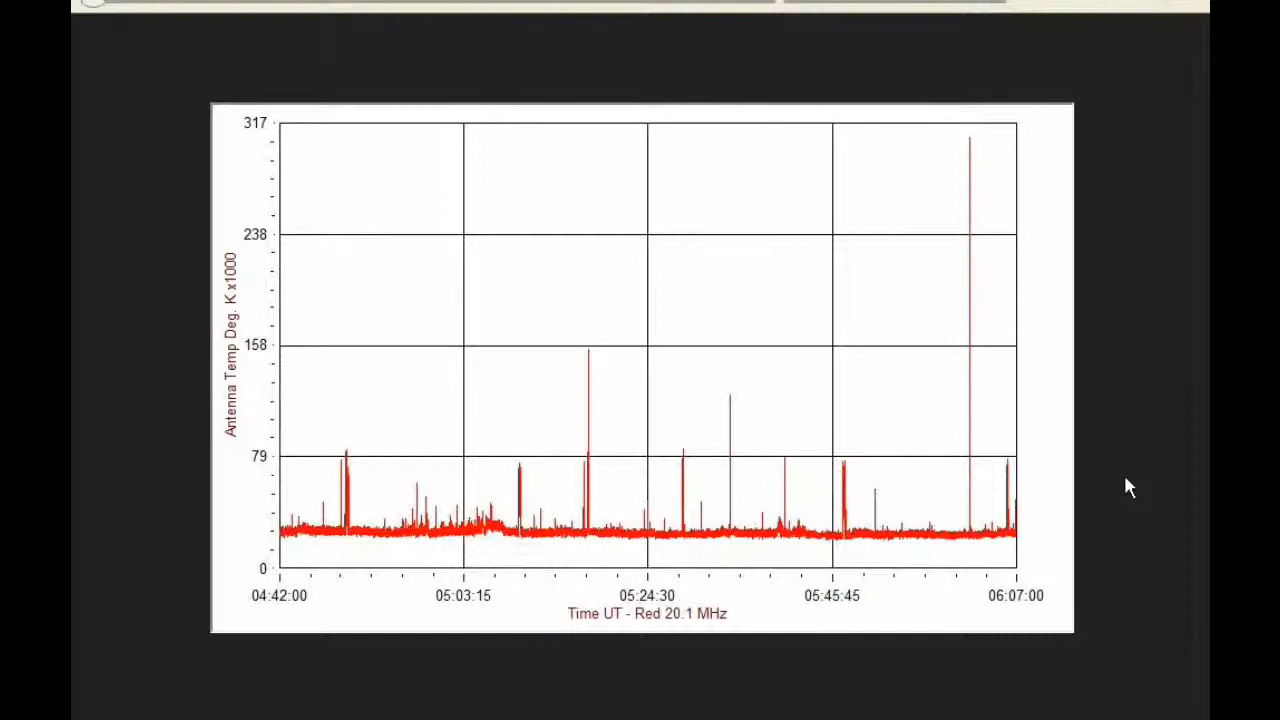 317
238
158
79
0
Antenna Temp Deg. K x1000
04:42:00 05:03:15 05:24:30 05:45:45 06:07:00
Time UT - Red 20.1 MHz